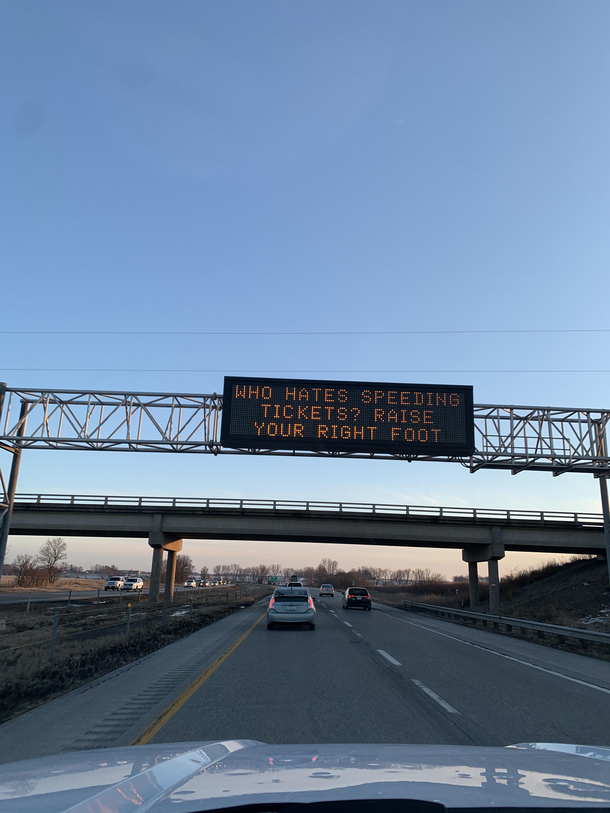 WHO HATES SPEEDING
TICKETS? RAISE
YOUR RIGHT FOOT